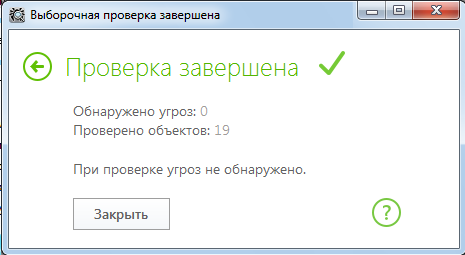 Выборочная проверка завершена
Проверка завершена
Обнаружено угроз: 0
Проверено объектов: 19
При проверке угроз не обнаружено.
Закрыть
?